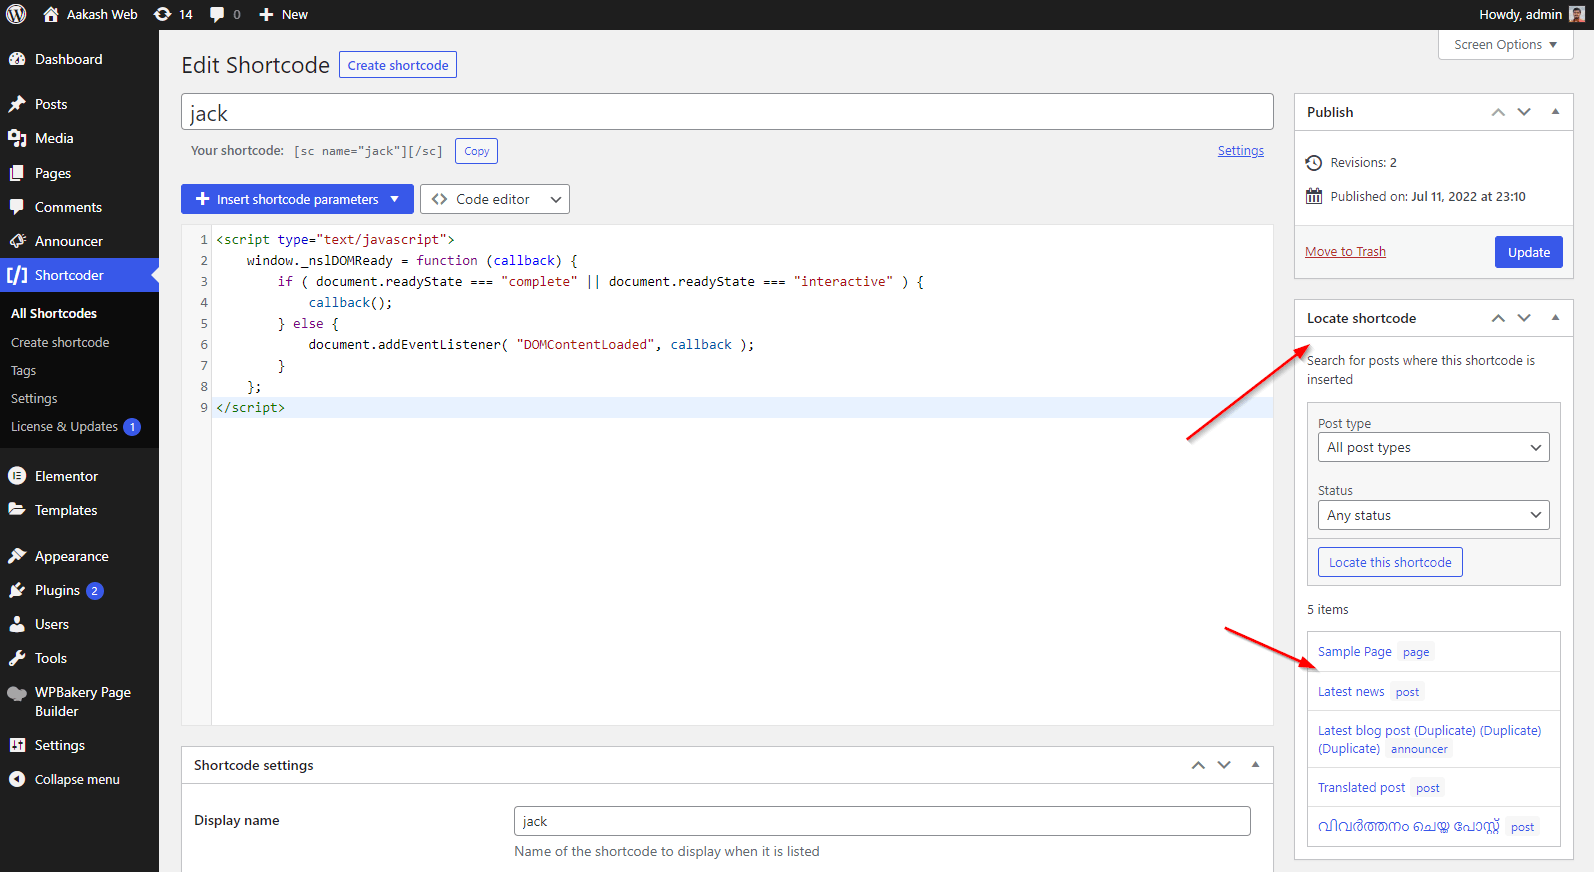 Aakash Web 14 0 New
Howdy, admin
Dashboard
Posts
Media
Pages
Comments
Announcer
Shortcoder
All Shortcodes
Create shortcode
Tags
Settings
License & Updates 1
Elementor
Templates
Appearance
Plugins 2
Users
Tools
WPBakery Page
Builder
Settings
Collapse menu
Screen Options
Edit Shortcode Create shortcode
jack
Your shortcode: [sc name="jack"][/sc] Copy
Settings
Insert shortcode parameters
Code editor
1 <script type="text/javascript">
2 window._nslDOMReady = function (callback) {
3 if ( document.readyState === "complete" || document.readyState === "interactive" ) {
4 callback();
5 } else {
6 document.addEventListener( "DOMContentLoaded", callback );
7 }
8 };
9 </script>
Shortcode settings
Display name
jack
Name of the shortcode to display when it is listed
Publish
Revisions: 2
Published on: Jul 11, 2022 at 23:10
Move to Trash
Update
Locate shortcode
Search for posts where this shortcode is
inserted
Post type
All post types
Status
Any status
Locate this shortcode
5 items
Sample Page page
Latest news post
Latest blog post (Duplicate) (Duplicate)
(Duplicate) announcer
Translated post post
വിവർത്തനം ചെയ്ത പോസ്റ്റ് post